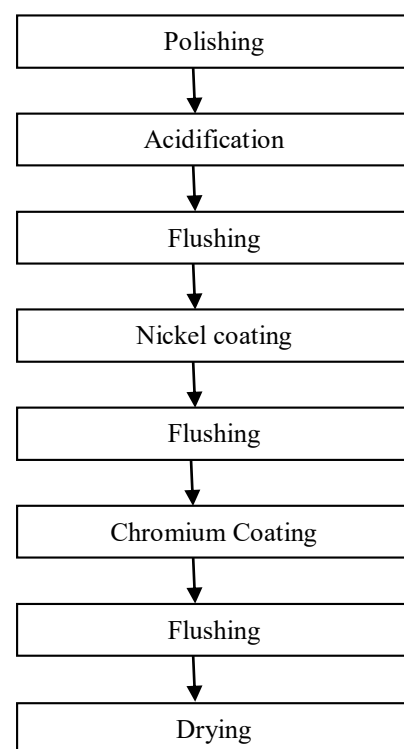 Polishing
Acidification
Flushing
Nickel coating
Flushing
Chromium Coating
Flushing
Drying